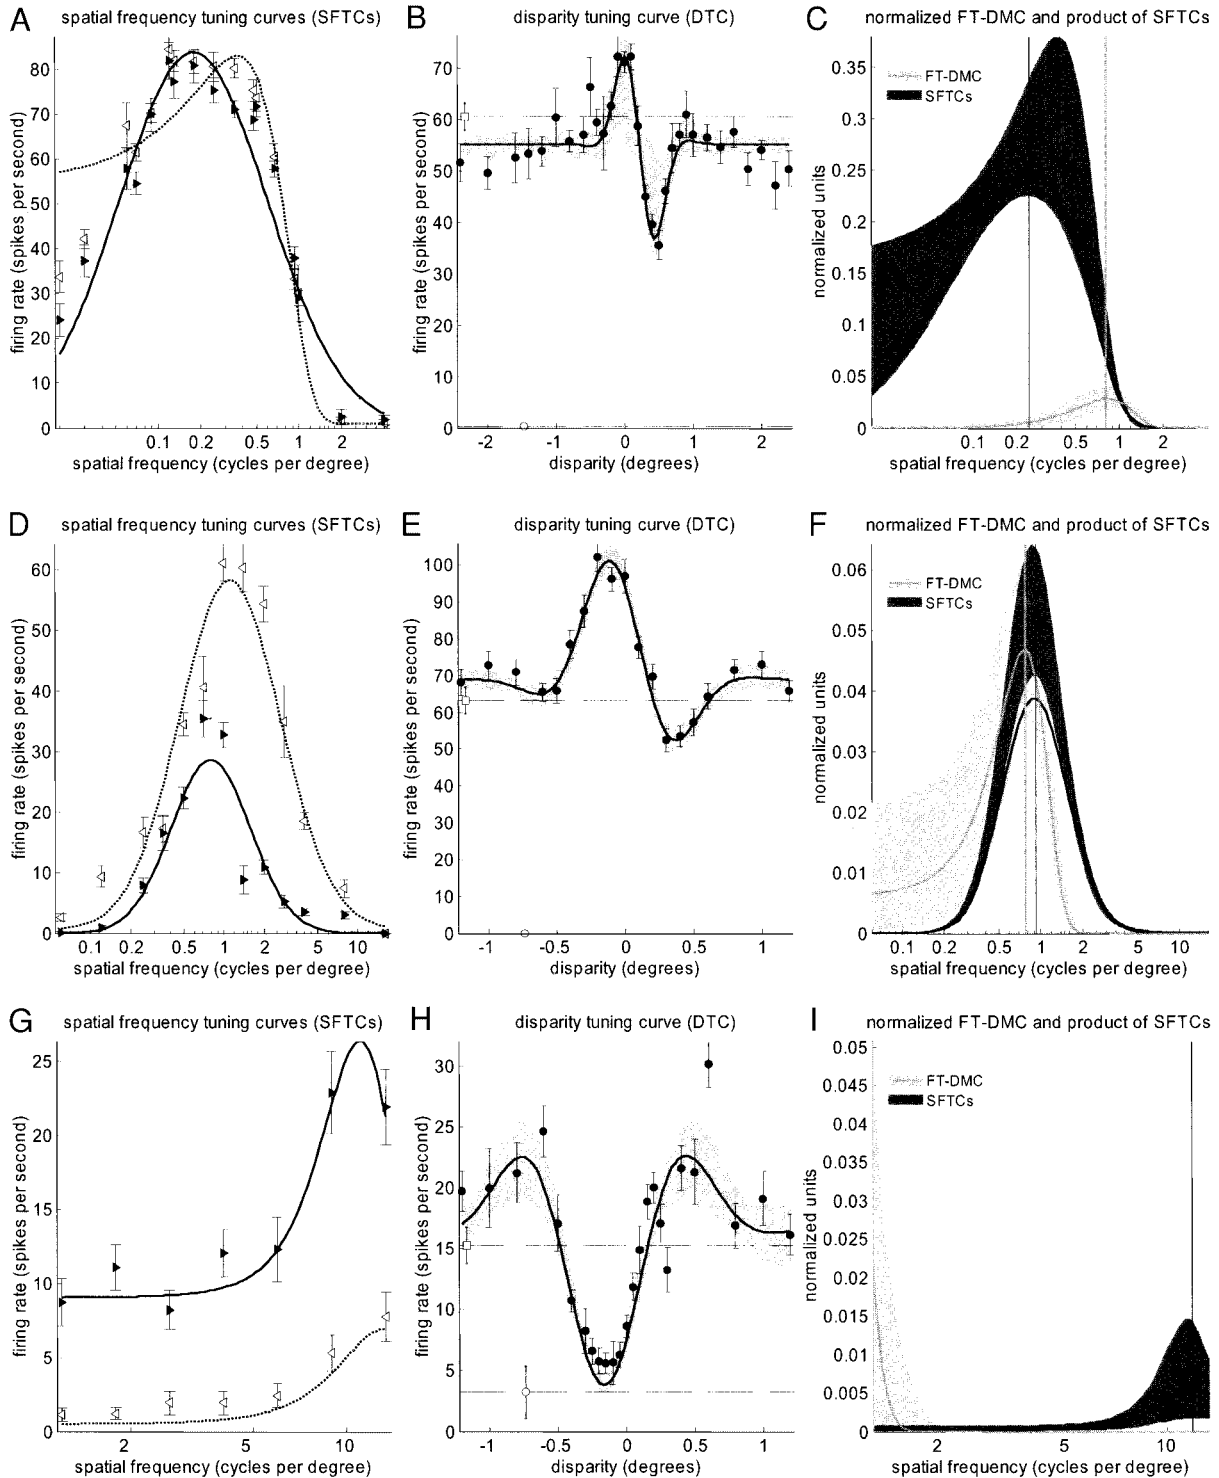 A spatial frequency tuning curves (SFTCs)
firing rate (spikes per second)
80
70
60
50
40
30
20
10
0
0.1 0.2 0.5 1 2
spatial frequency (cycles per degree)
B disparity tuning curve (DTC)
firing rate (spikes per second)
70
60
50
40
30
20
10
0
-2 -1 0 1 2
disparity (degrees)
C normalized FT-DMC and product of SFTCs
normalized units
FT-DMC
SFTCs
0.35
0.3
0.25
0.2
0.15
0.1
0.05
0
0.1 0.2 0.5 1 2
spatial frequency (cycles per degree)
D spatial frequency tuning curves (SFTCs)
firing rate (spikes per second)
60
50
40
30
20
10
0
0.1 0.2 0.5 1 2 5 10
spatial frequency (cycles per degree)
E disparity tuning curve (DTC)
firing rate (spikes per second)
100
90
80
70
60
50
40
30
20
10
0
-1 -0.5 0 0.5 1
disparity (degrees)
F normalized FT-DMC and product of SFTCs
normalized units
FT-DMC
SFTCs
0.06
0.05
0.04
0.03
0.02
0.01
0
0.1 0.2 0.5 1 2 5 10
spatial frequency (cycles per degree)
G spatial frequency tuning curves (SFTCs)
firing rate (spikes per second)
25
20
15
10
5
0
2 5 10
spatial frequency (cycles per degree)
H disparity tuning curve (DTC)
firing rate (spikes per second)
30
25
20
15
10
5
0
-1 -0.5 0 0.5 1
disparity (degrees)
I normalized FT-DMC and product of SFTCs
normalized units
FT-DMC
SFTCs
0.05
0.045
0.04
0.035
0.03
0.025
0.02
0.015
0.01
0.005
0
2 5 10
spatial frequency (cycles per degree)